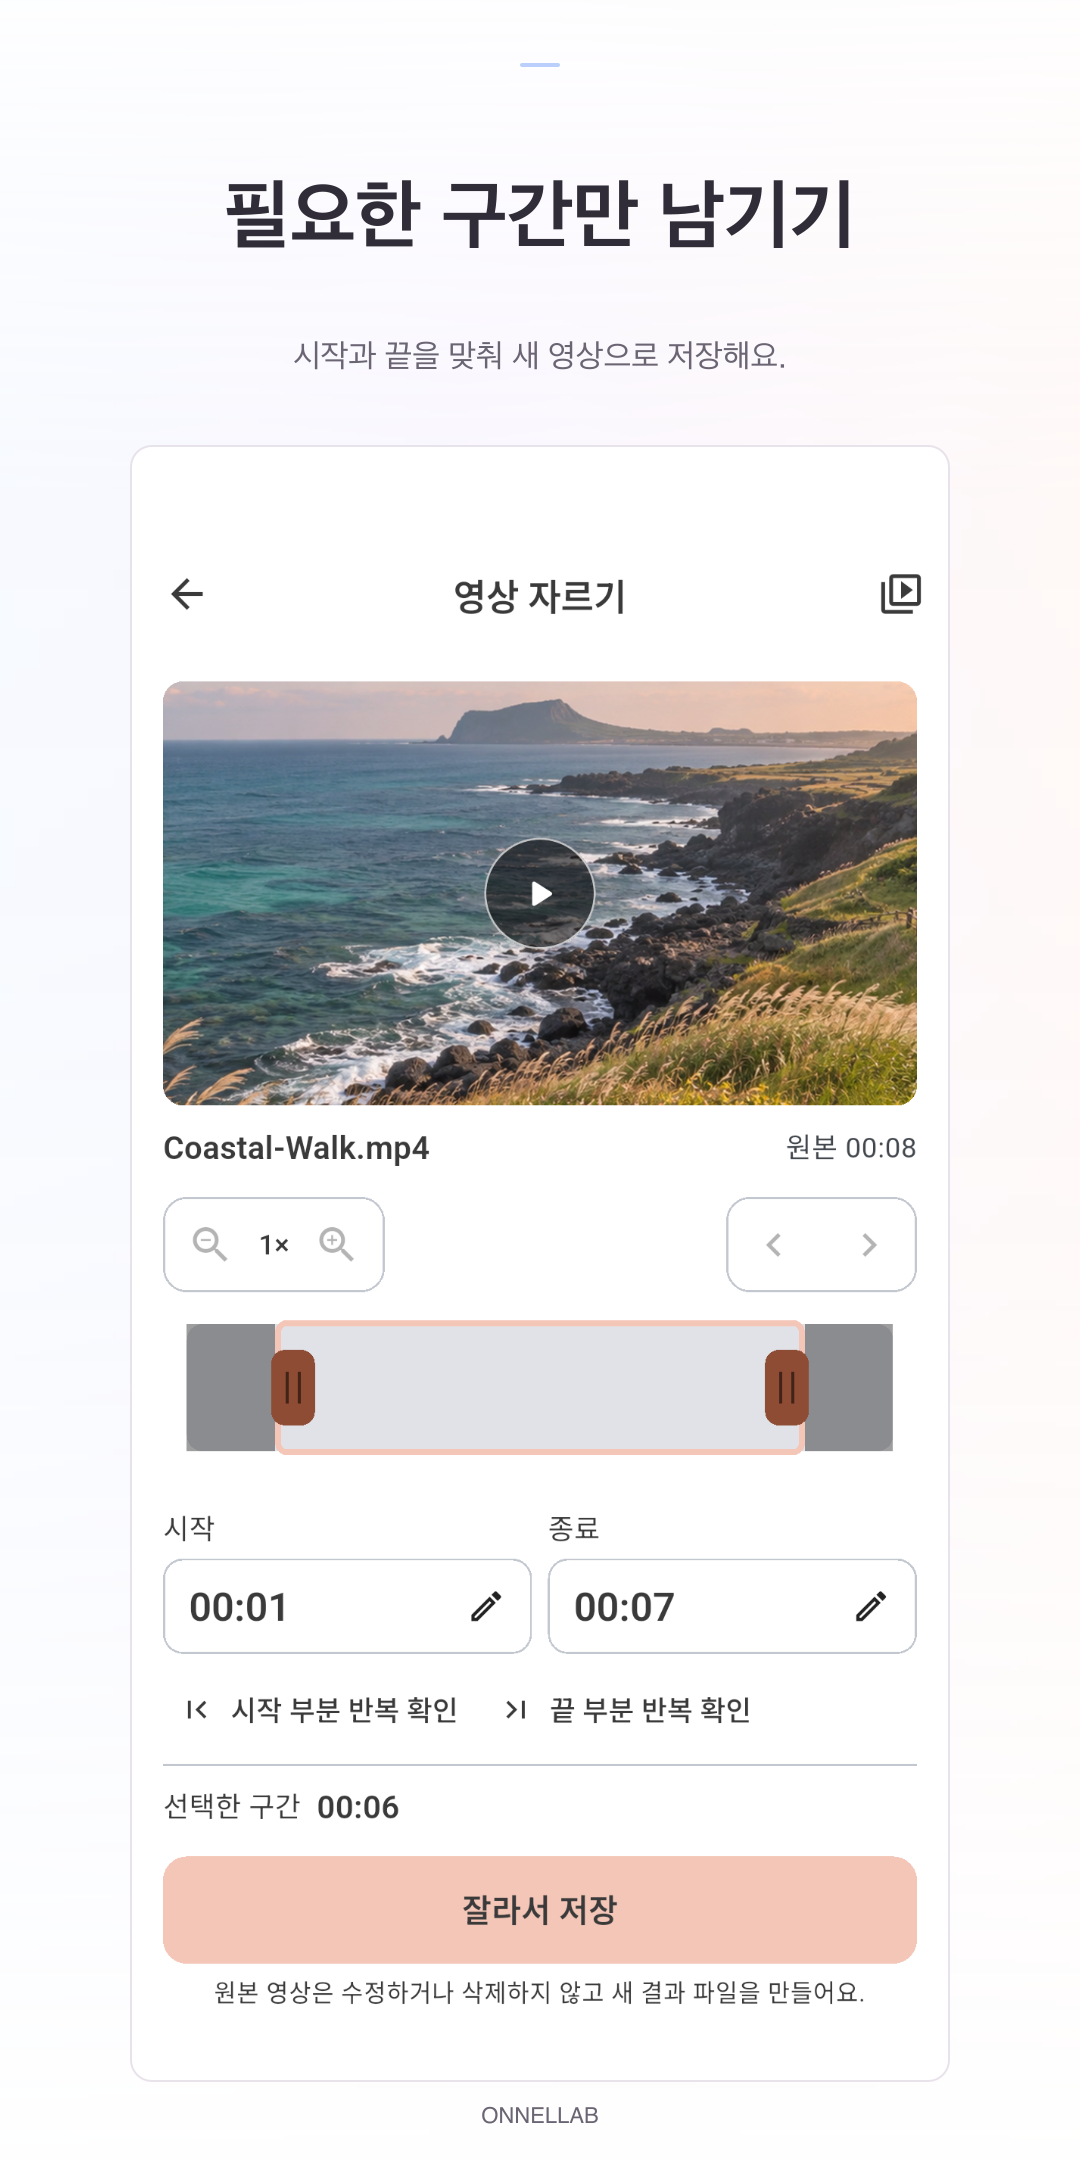 필요한 구간만 남기기
시작과 끝을 맞춰 새 영상으로 저장해요.
영상 자르기
Coastal-Walk.mp4
원본 00:08
1×
시작
종료
00:01
00:07
시작 부분 반복 확인
끝 부분 반복 확인
선택한 구간 00:06
잘라서 저장
원본 영상은 수정하거나 삭제하지 않고 새 결과 파일을 만들어요.
ONNELLAB